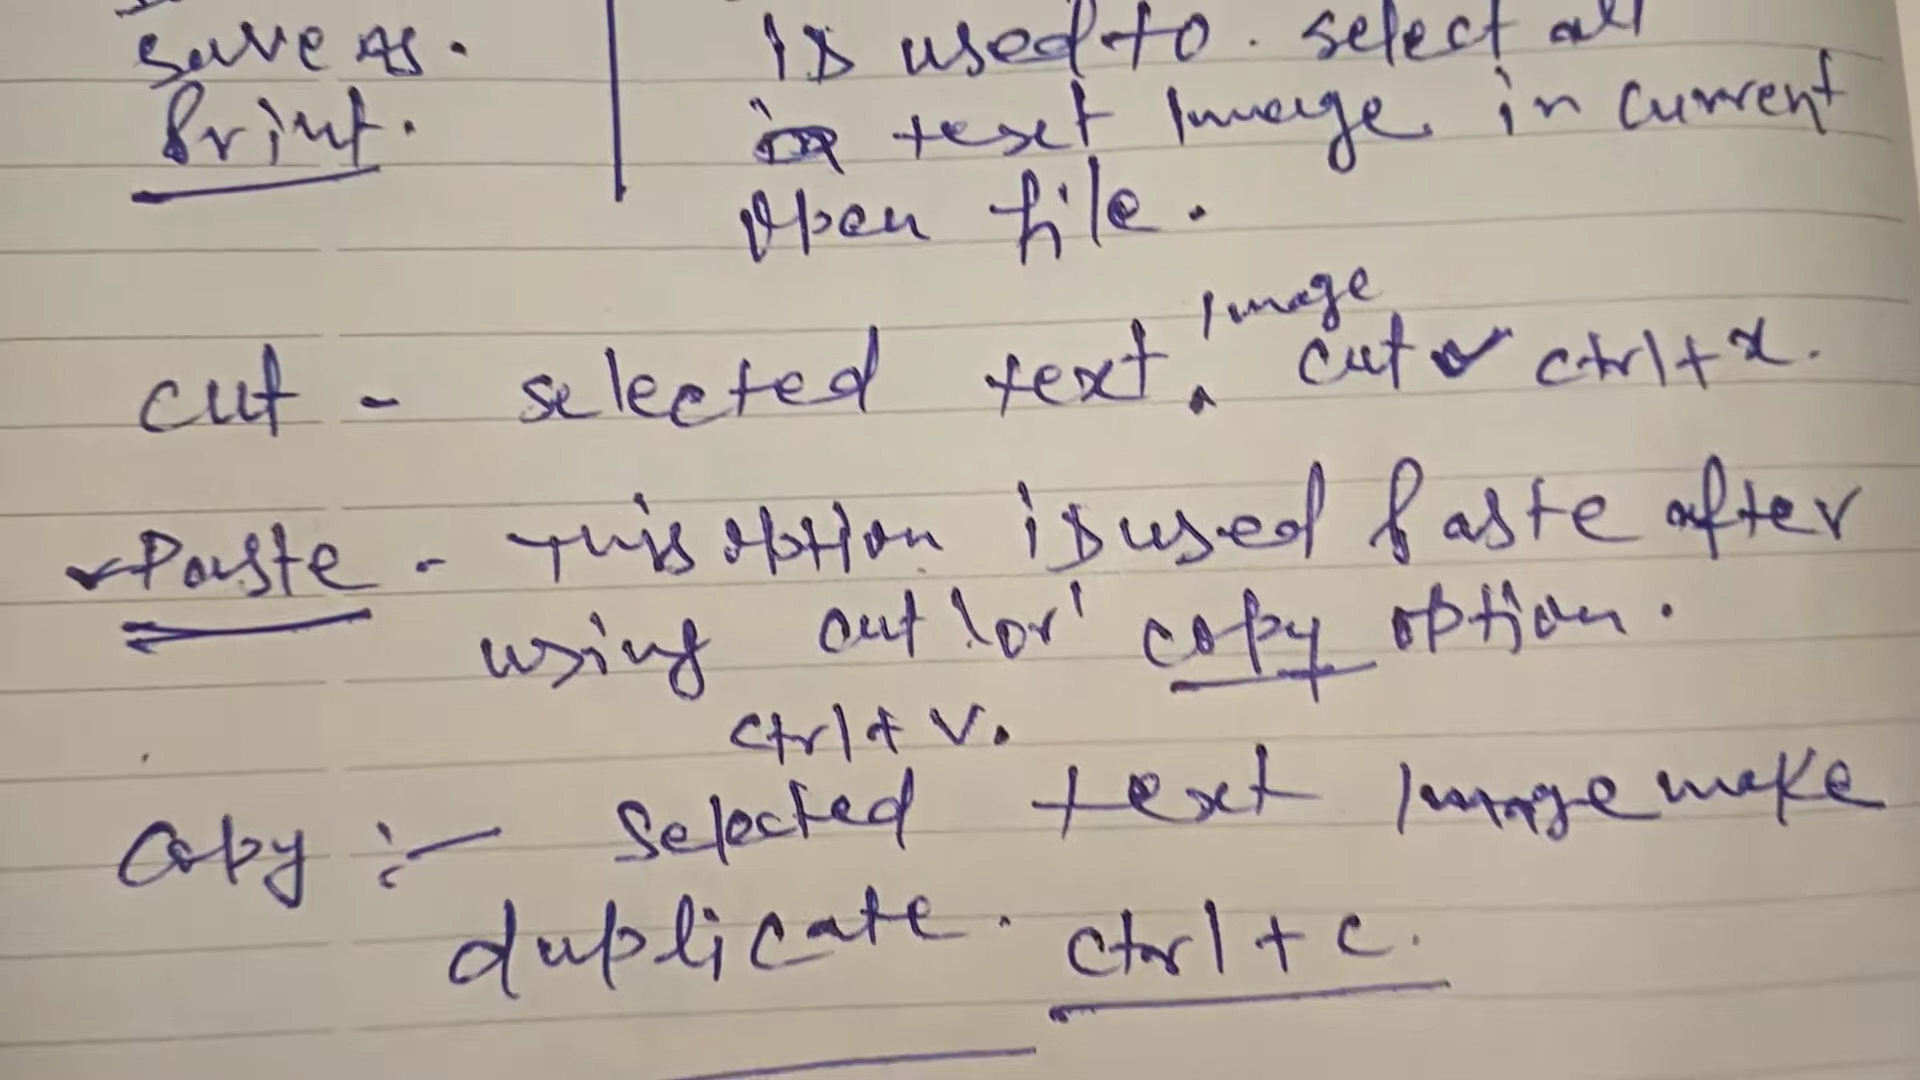 Save as.
Print.
is used to. select all
text Image in current
open file.
Image
cut - selected text. cut ctrl+x.
Paste - This option is used Paste after
using cut 'or' copy option.
ctrl+v.
Copy :- Selected text Image make
duplicate. ctrl+c.